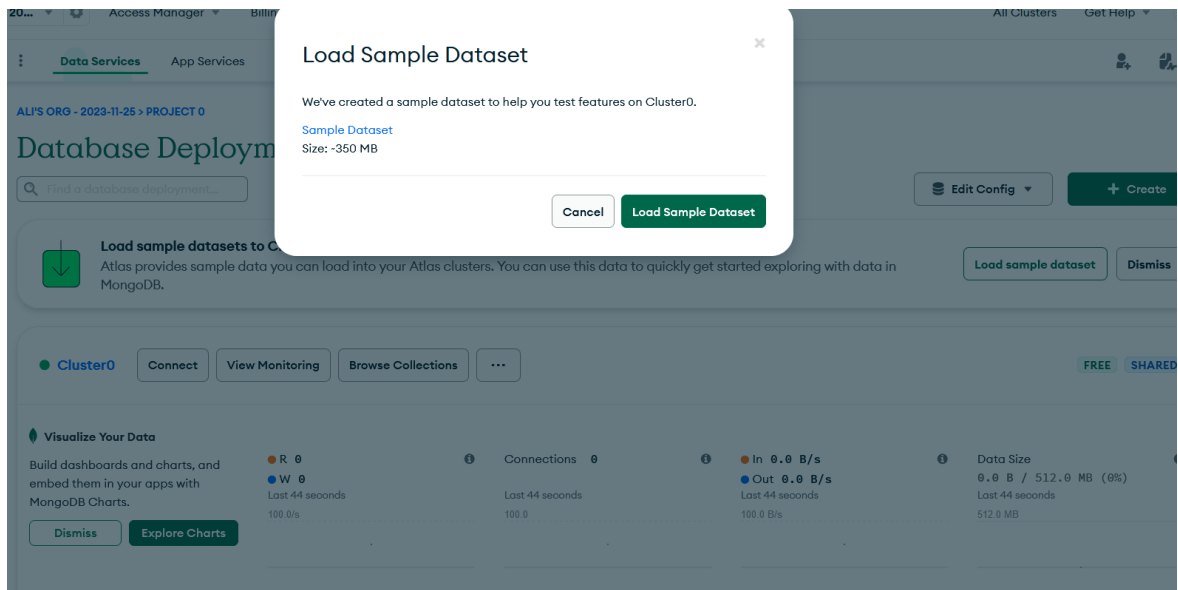 20...
Access Manager
Billin
All Clusters
Get Help
Data Services
App Services
ALI'S ORG - 2023-11-25 > PROJECT 0
Database Deploym
Find a database deployment...
Edit Config
+ Create
Load Sample Dataset
×
We've created a sample dataset to help you test features on Cluster0.
Sample Dataset
Size: ~350 MB
Cancel
Load Sample Dataset
Load sample datasets to C
Atlas provides sample data you can load into your Atlas clusters. You can use this data to quickly get started exploring with data in
MongoDB.
Load sample dataset
Dismiss
Cluster0
Connect
View Monitoring
Browse Collections
...
FREE
SHARED
Visualize Your Data
Build dashboards and charts, and
embed them in your apps with
MongoDB Charts.
Dismiss
Explore Charts
R 0
W 0
Last 44 seconds
100.0/s
Connections 0
Last 44 seconds
100.0
In 0.0 B/s
Out 0.0 B/s
Last 44 seconds
100.0 B/s
Data Size
0.0 B / 512.0 MB (0%)
Last 44 seconds
512.0 MB